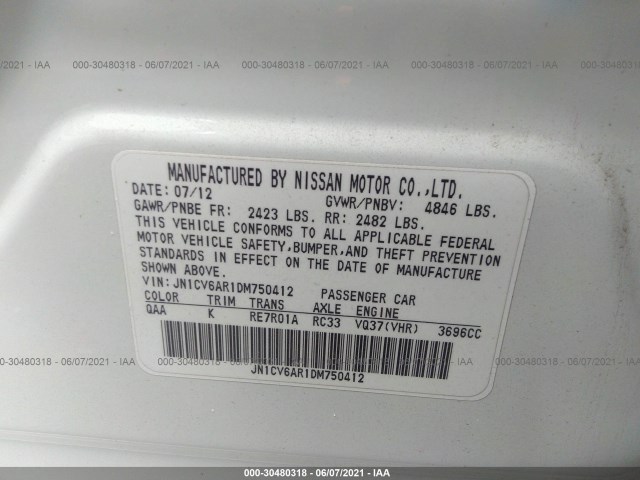 000-30480318 - 06/07/2021 - IAA
MANUFACTURED BY NISSAN MOTOR CO.,LTD.
DATE: 07/12 GVWR/PNBV: 4846 LBS.
GAWR/PNBE FR: 2423 LBS. RR: 2482 LBS.
THIS VEHICLE CONFORMS TO ALL APPLICABLE FEDERAL
MOTOR VEHICLE SAFETY,BUMPER,AND THEFT PREVENTION
STANDARDS IN EFFECT ON THE DATE OF MANUFACTURE
SHOWN ABOVE.
VIN: JN1CV6AR1DM750412 PASSENGER CAR
COLOR TRIM TRANS AXLE ENGINE
QAA K RE7R01A RC33 VQ37(VHR) 3696CC
JN1CV6AR1DM750412
000-30480318 - 06/07/2021 - IAA